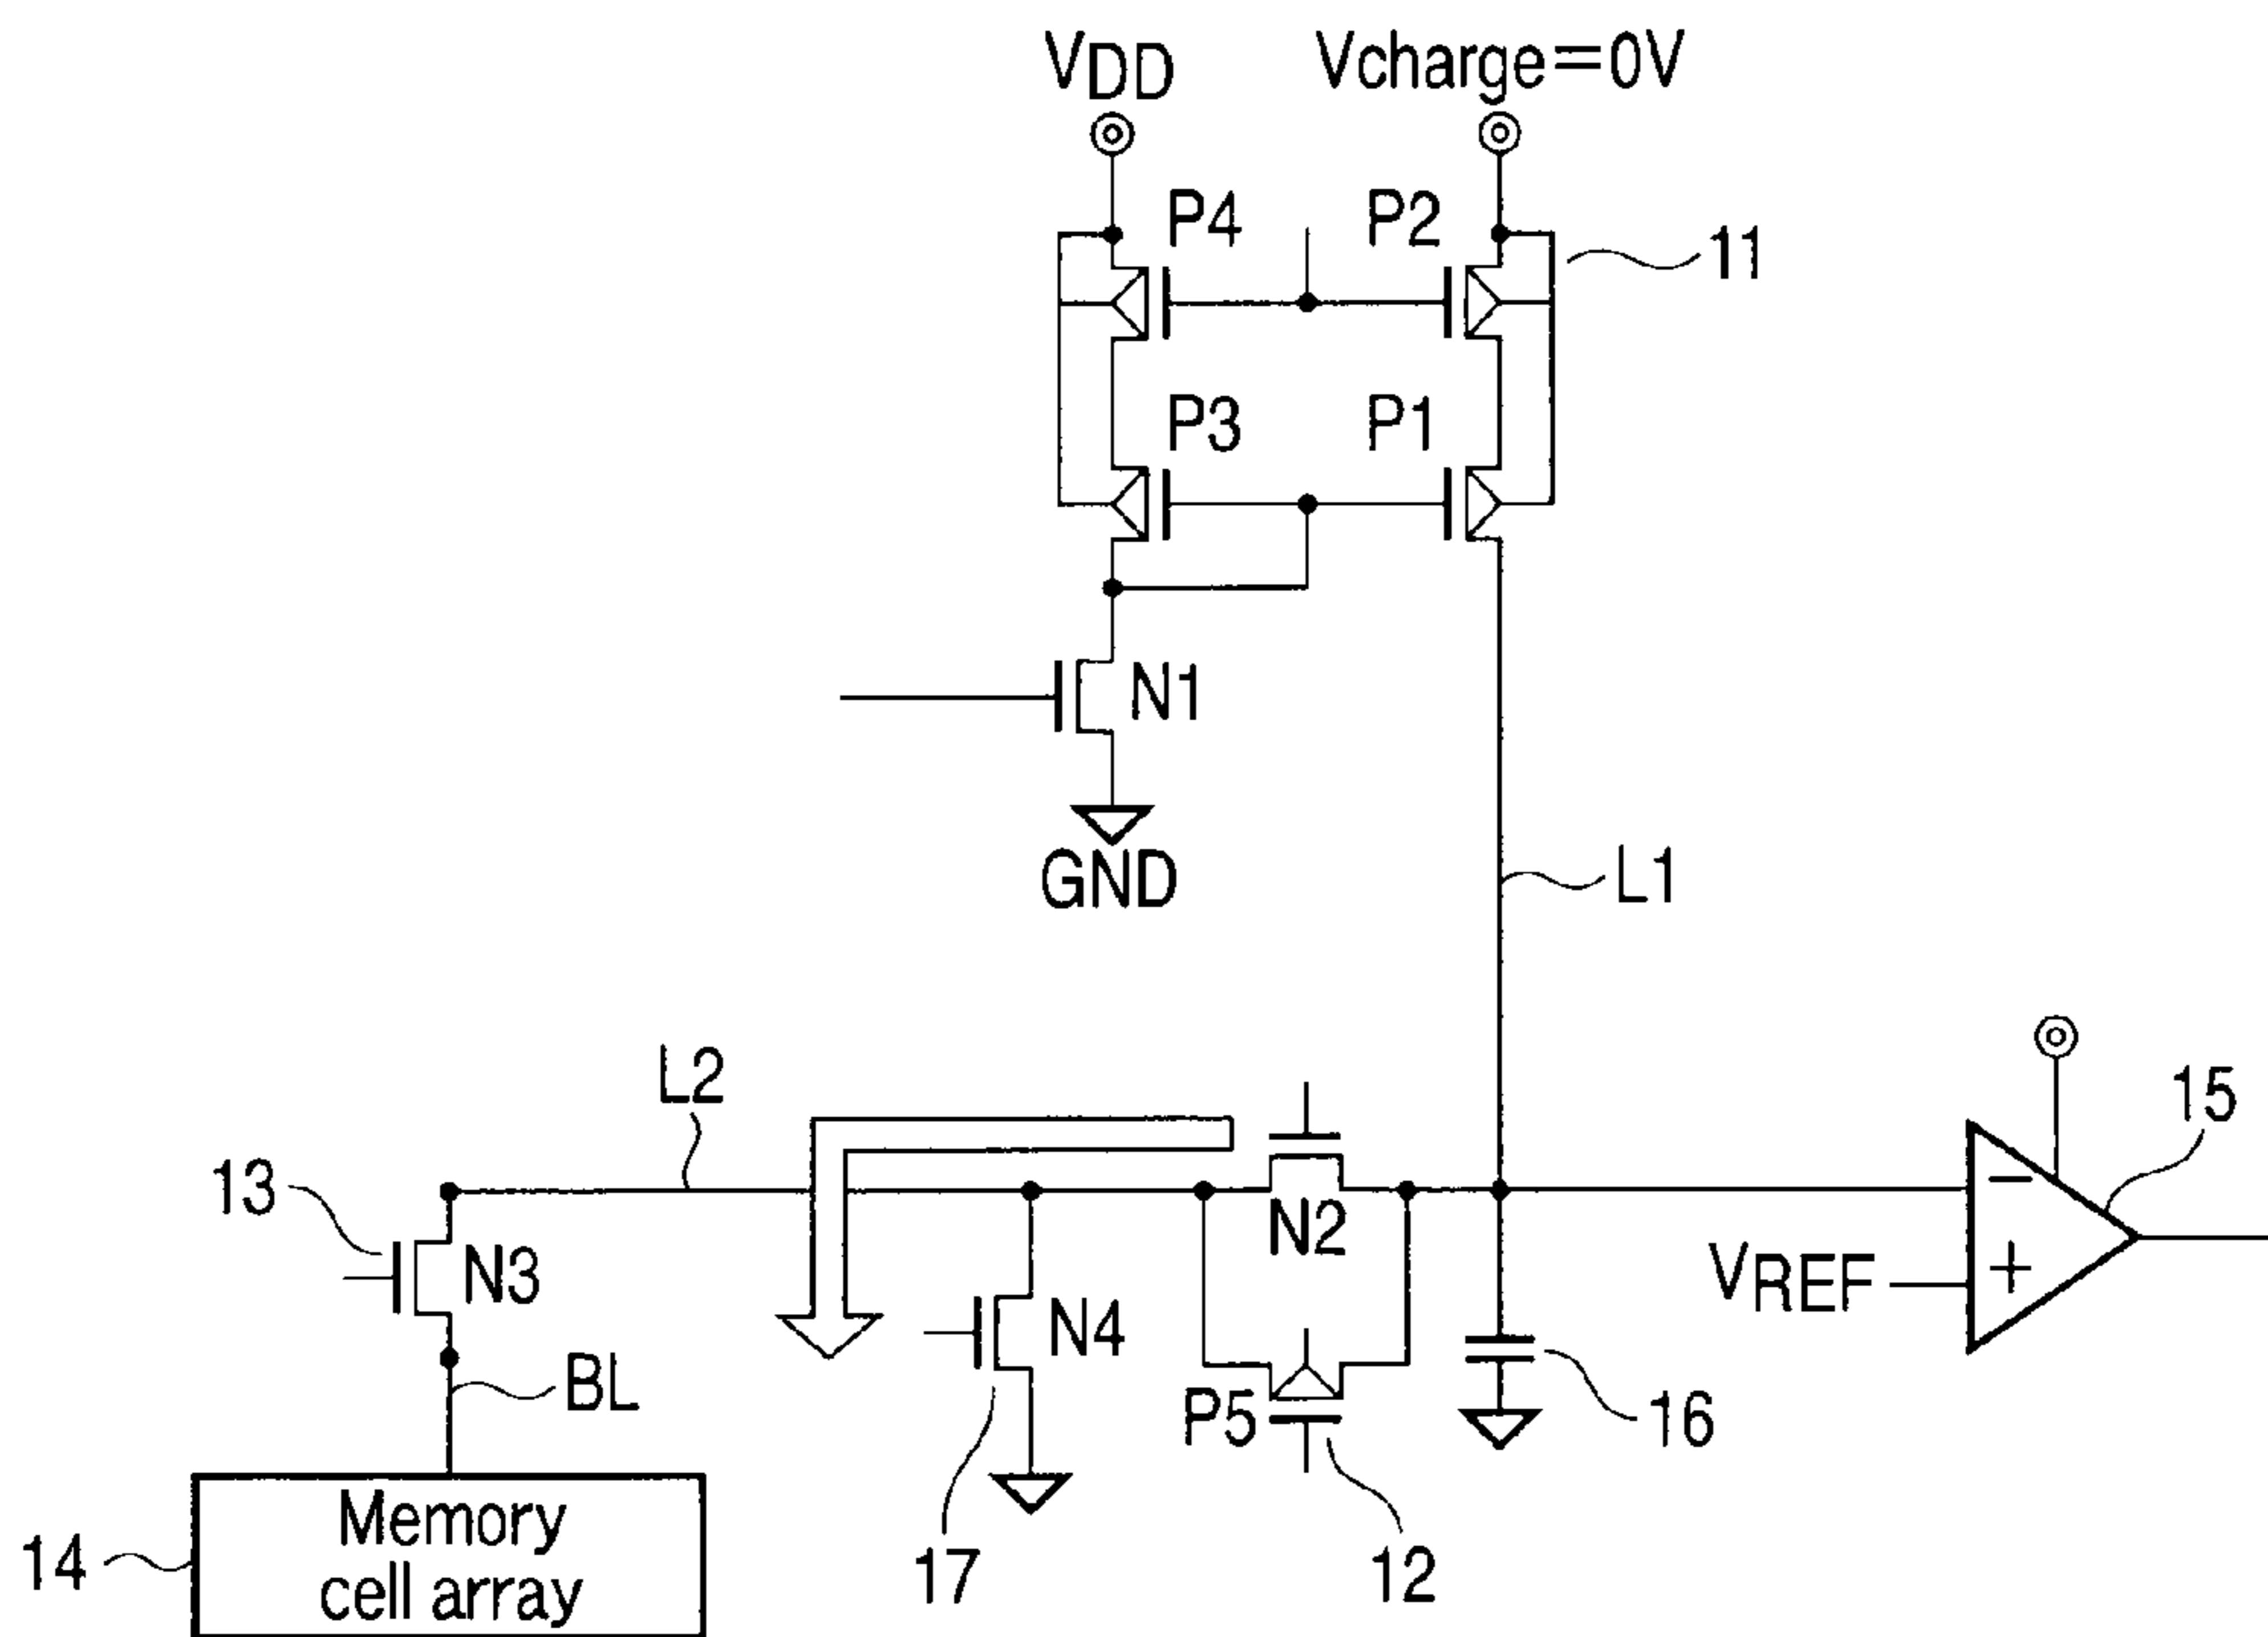 VDD
Vcharge=0V
P4
P2
11
P3
P1
N1
GND
L1
L2
15
13
N2
N3
VREF
−
+
N4
BL
P5
16
Memory
cell array
14
17
12